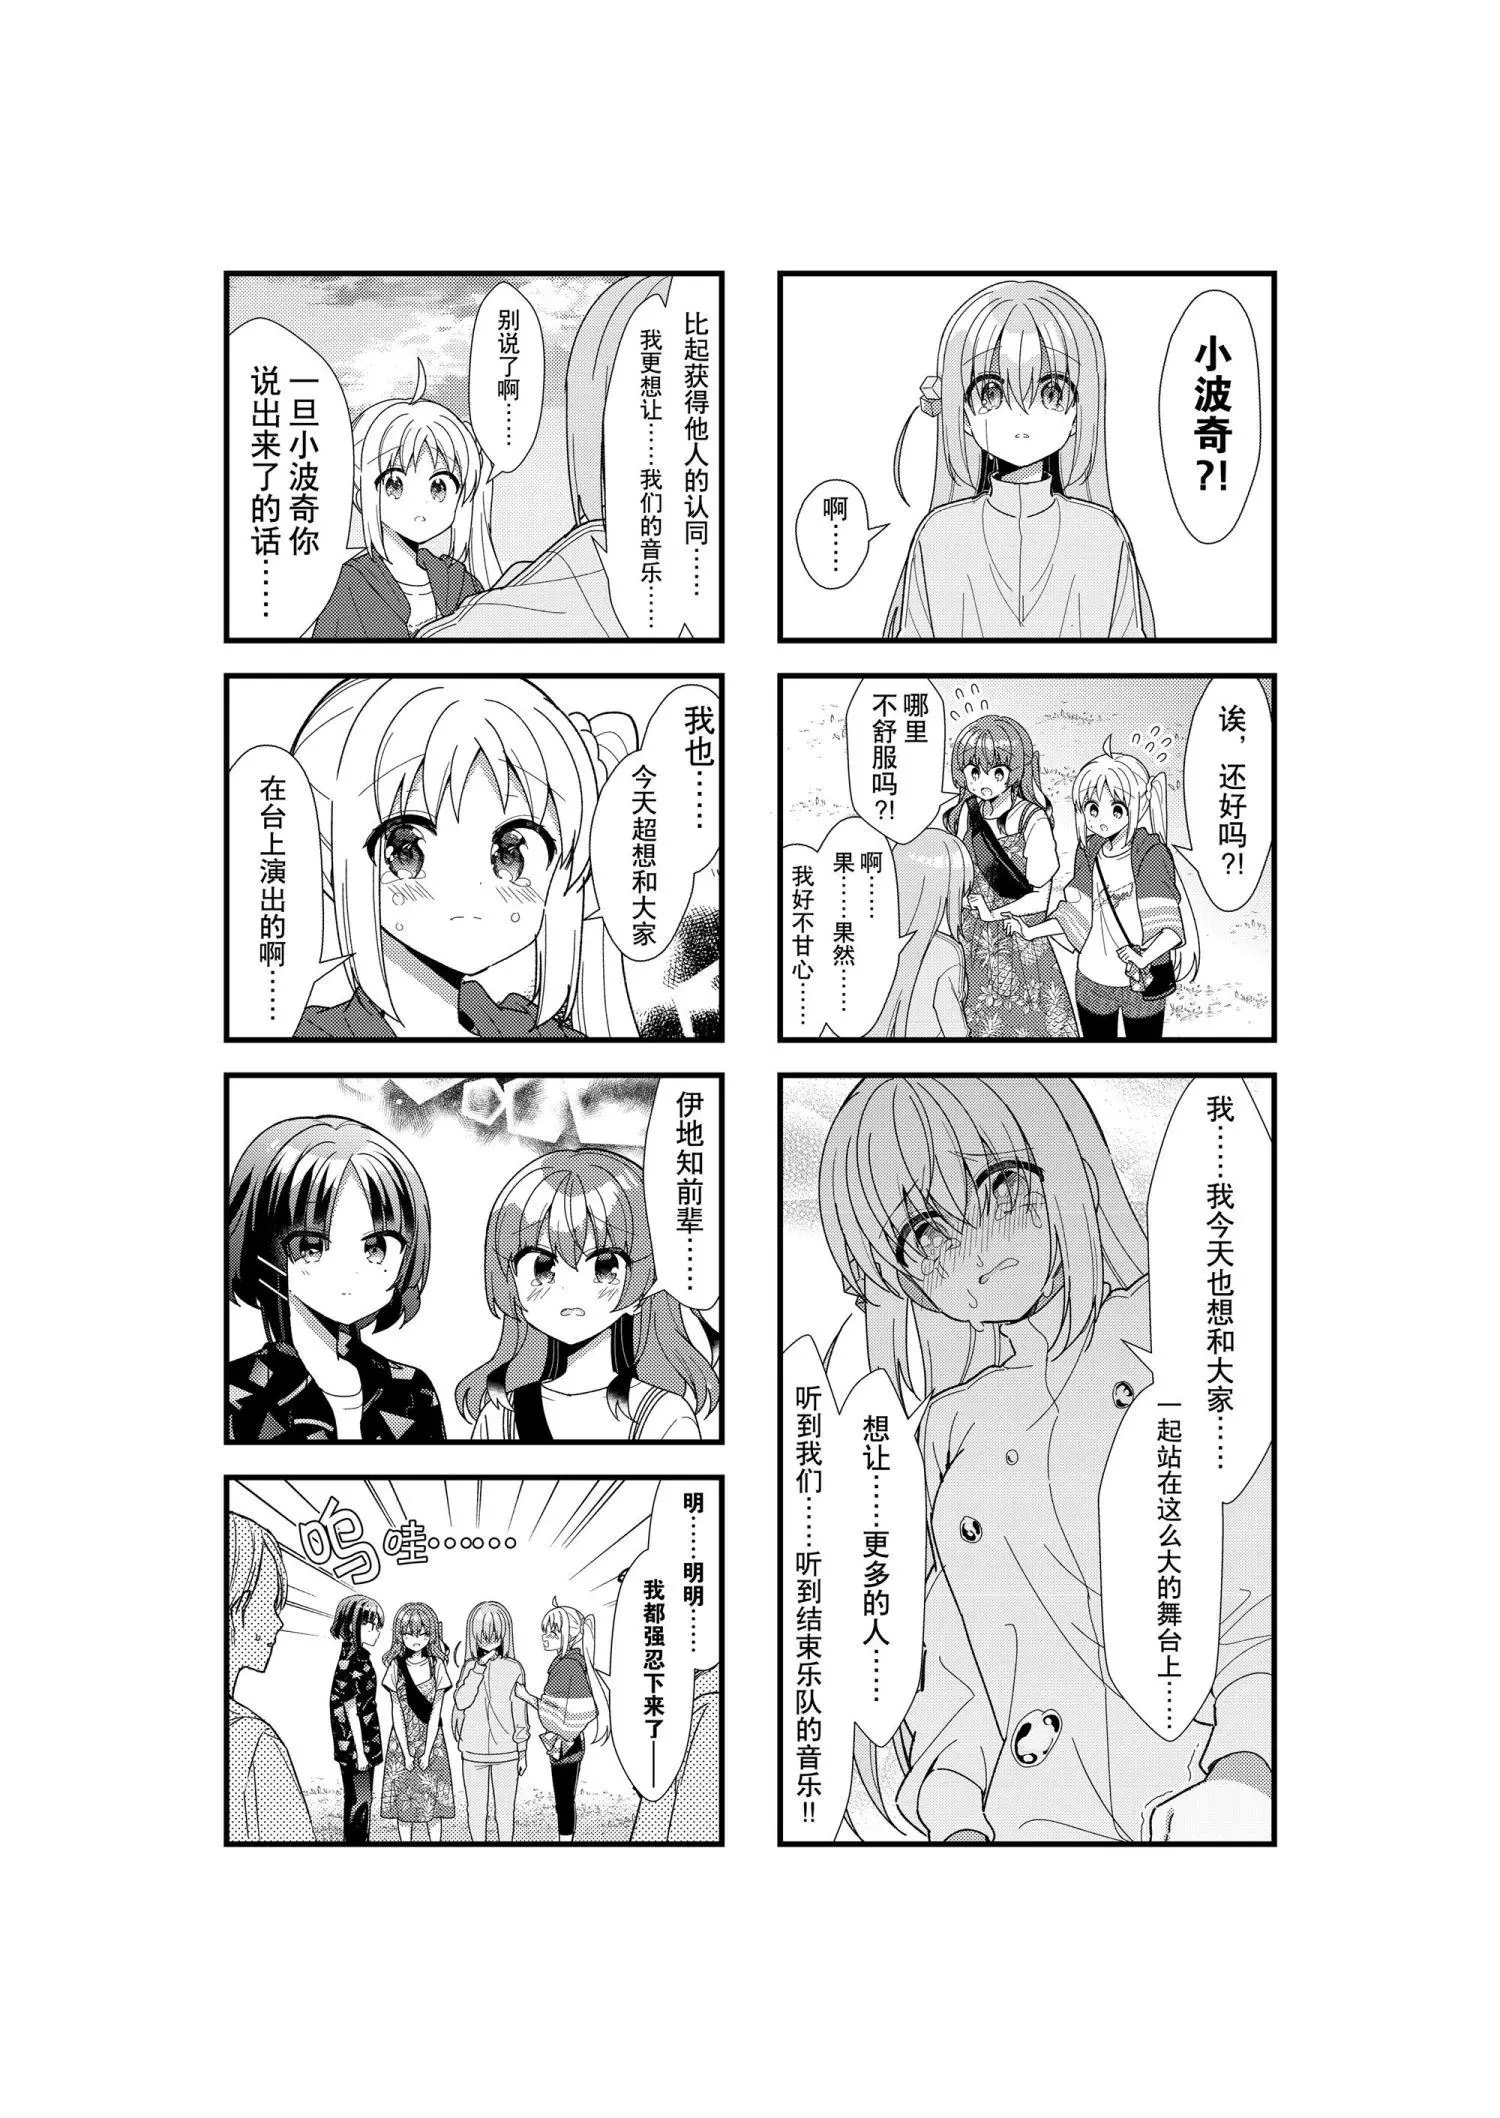 小波奇?!
啊……
诶，还好吗?!
哪里
不舒服吗?!
啊……
果……果然……
我好不甘心……
我……我今天也想和大家……
一起站在这么大的舞台上……
想让……更多的人……
听到我们……听到结束乐队的音乐!!
比起获得他人的认同……
我更想让……我们的音乐……
别说了啊……
一旦小波奇你
说出来了的话……
我也……
今天超想和大家
在台上演出的啊……
伊地知前辈……
明……明明……
我都强忍下来了——
呜哇……